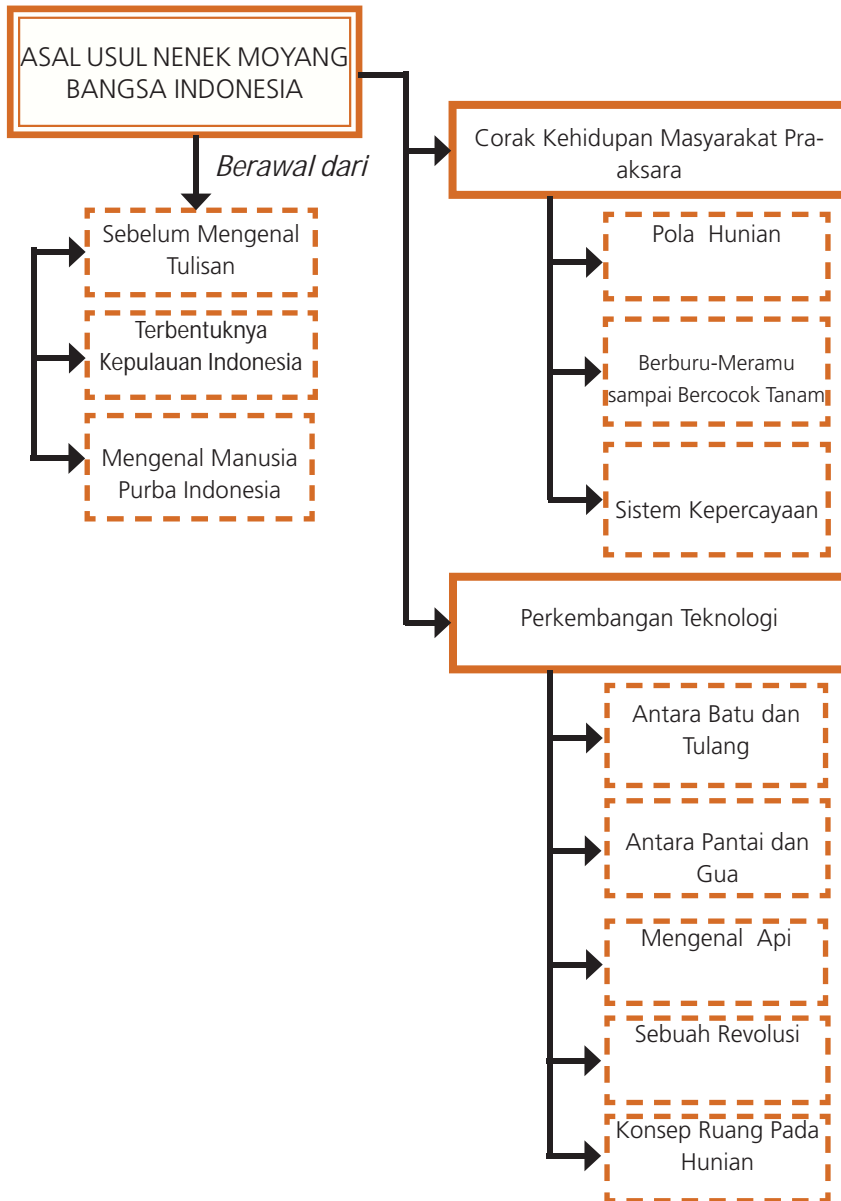 ASAL USUL NENEK MOYANG
BANGSA INDONESIA
Berawal dari
Sebelum Mengenal
Tulisan
Terbentuknya
Kepulauan Indonesia
Mengenal Manusia
Purba Indonesia
Corak Kehidupan Masyarakat Pra-
aksara
Pola Hunian
Berburu-Meramu
sampai Bercocok Tanam
Sistem Kepercayaan
Perkembangan Teknologi
Antara Batu dan
Tulang
Antara Pantai dan
Gua
Mengenal Api
Sebuah Revolusi
Konsep Ruang Pada
Hunian